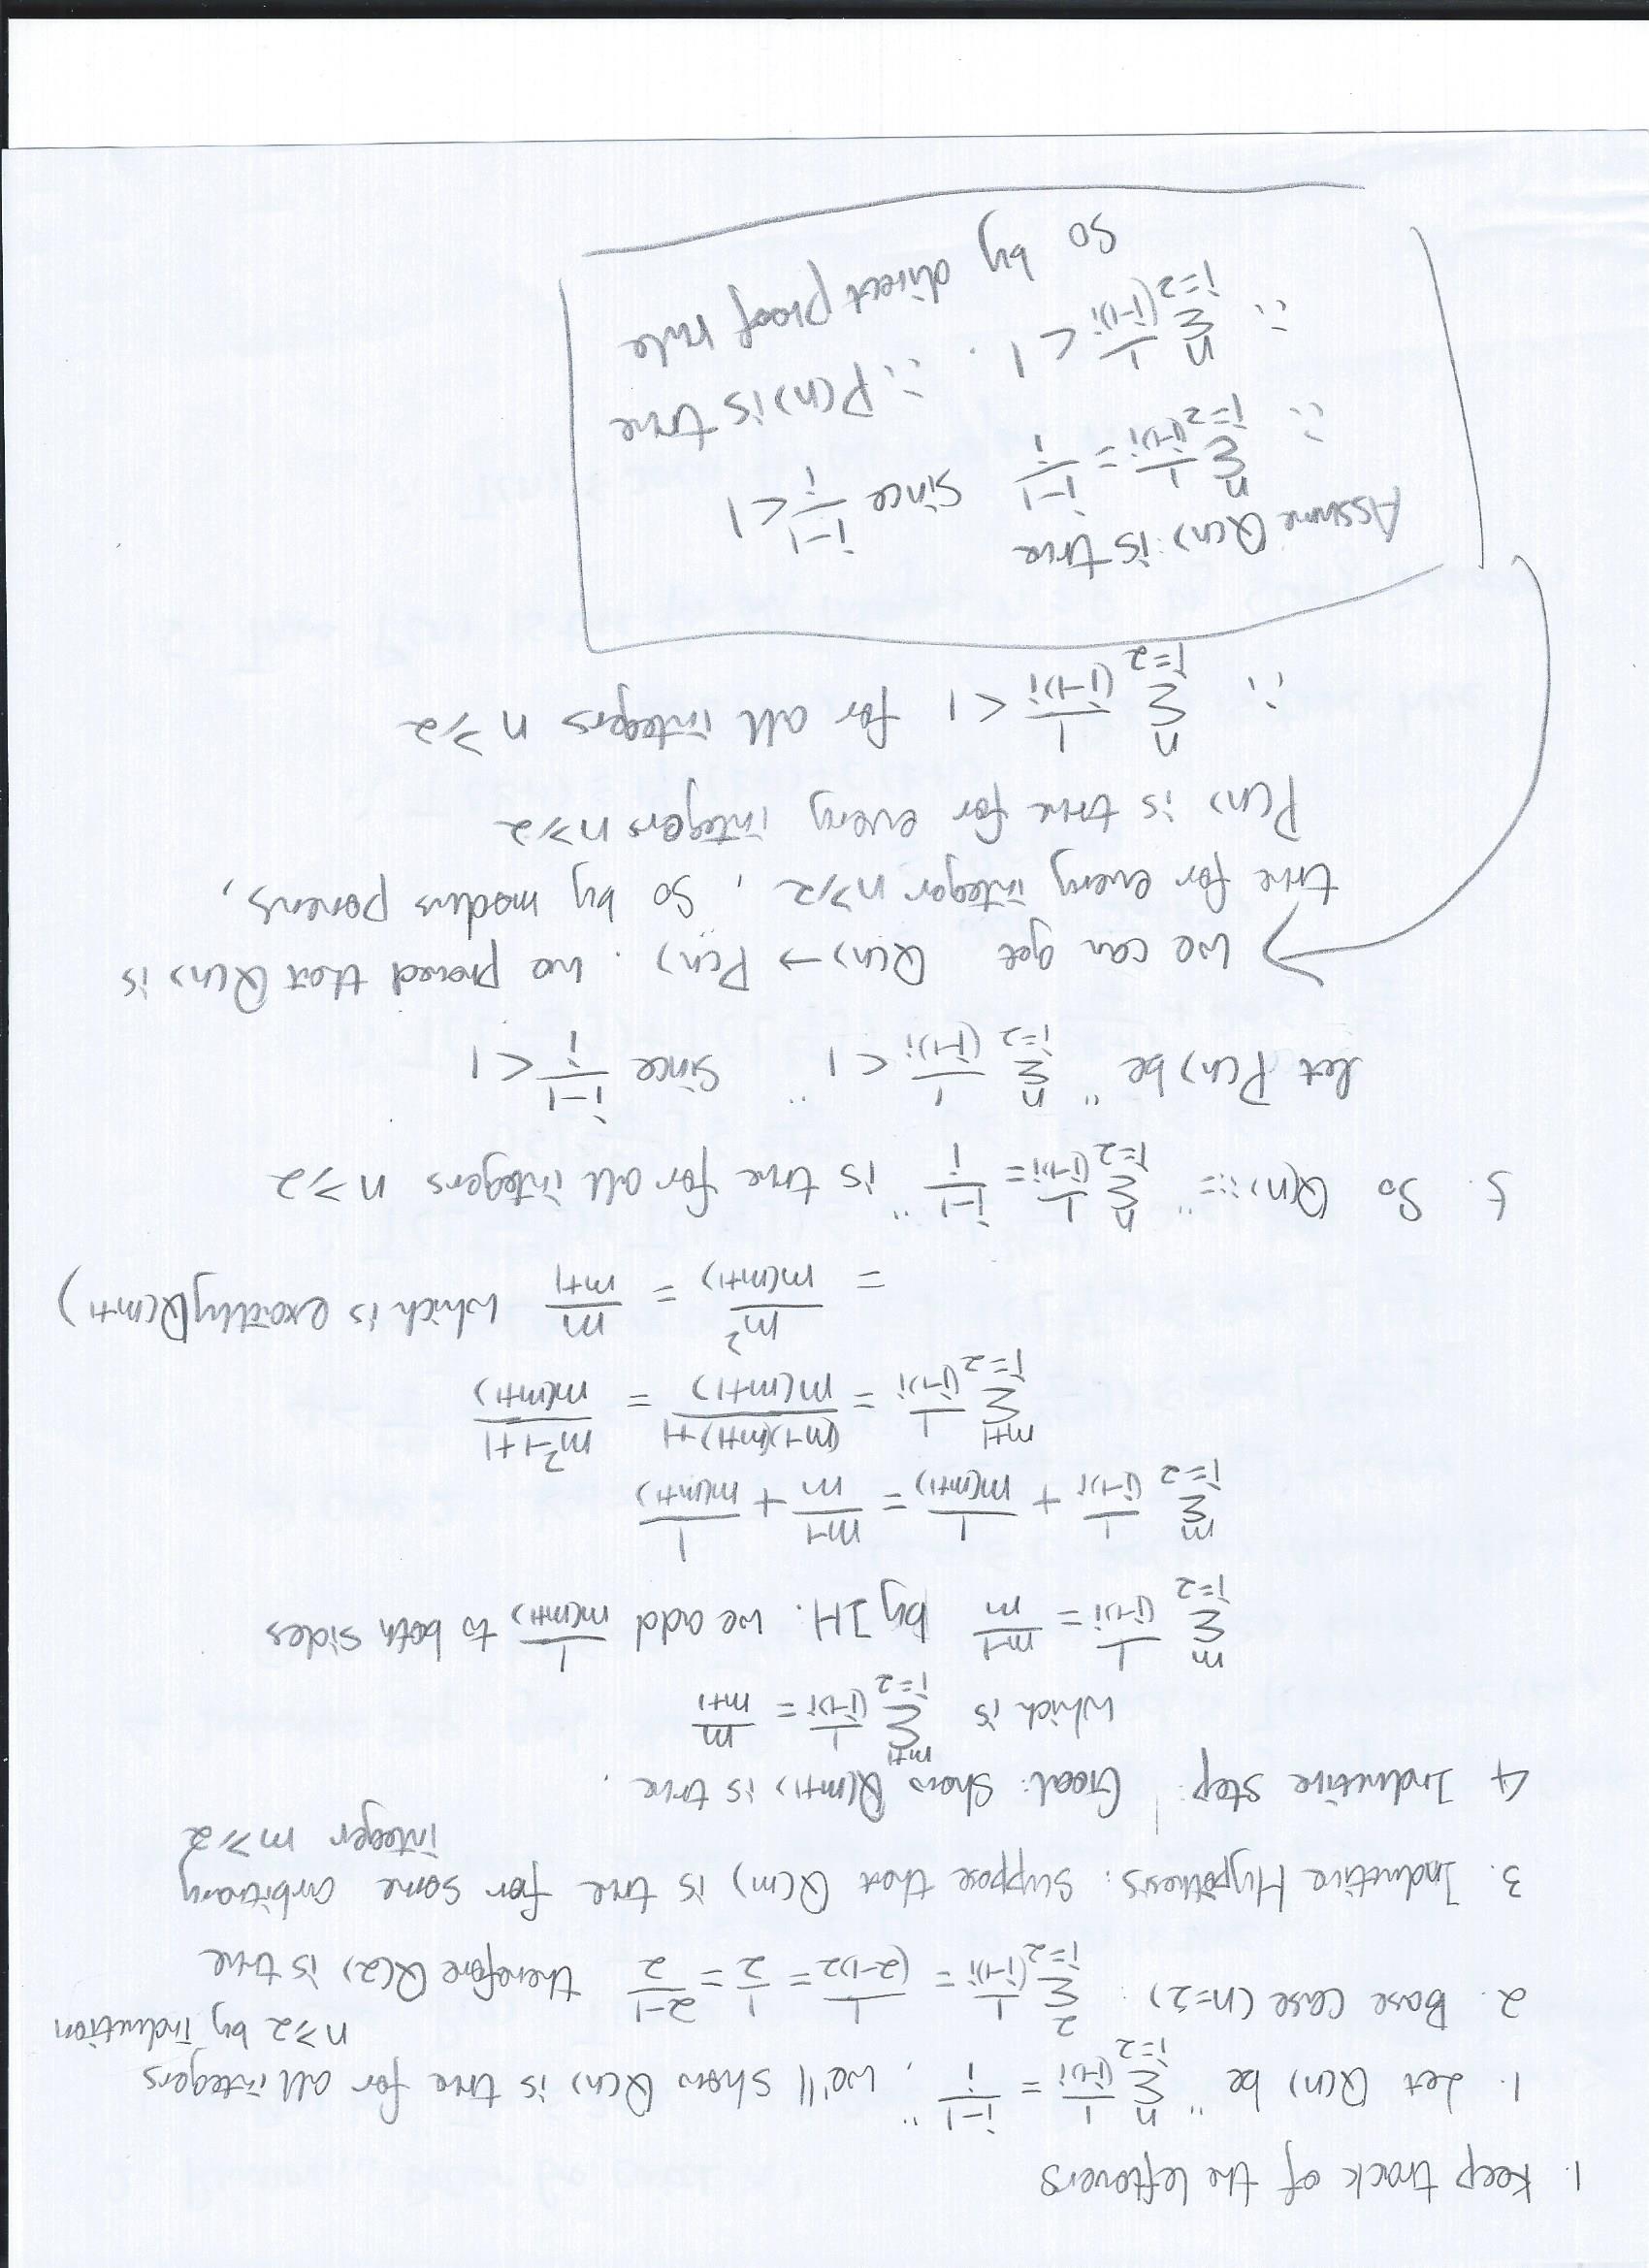 1. Keep track of the leftovers
1. Let Q(n) be " $\sum_{i=2}^{n} \frac{1}{(i-1)i} = \frac{i-1}{i}$ ". we'll show Q(n) is true for all integers
n≥2 by induction
2. Base case (n=2): $\sum_{i=2}^{2} \frac{1}{(i-1)i} = \frac{1}{(2-1)2} = \frac{1}{2} = \frac{2-1}{2}$ therefore Q(2) is true
3. Inductive Hypothesis: suppose that Q(m) is true for some arbitrary
integer m≥2
4 Inductive step: Goal: show Q(m+1) is true.
which is $\sum_{i=2}^{m+1} \frac{1}{(i-1)i} = \frac{m}{m+1}$
$\sum_{i=2}^{m} \frac{1}{(i-1)i} = \frac{m-1}{m}$ by IH. we add $\frac{1}{m(m+1)}$ to both sides
$\sum_{i=2}^{m} \frac{1}{(i-1)i} + \frac{1}{m(m+1)} = \frac{m-1}{m} + \frac{1}{m(m+1)}$
$\sum_{i=2}^{m+1} \frac{1}{(i-1)i} = \frac{(m-1)(m+1)+1}{m(m+1)} = \frac{m^2-1+1}{m(m+1)}$
$= \frac{m^2}{m(m+1)} = \frac{m}{m+1}$ which is exactly Q(m+1)
5. So Q(n) ::= " $\sum_{i=2}^{n} \frac{1}{(i-1)i} = \frac{i-1}{i}$ " is true for all integers n≥2
let P(n) be " $\sum_{i=2}^{n} \frac{1}{(i-1)i} < 1$ " since $\frac{i-1}{i} < 1$
we can get Q(n) → P(n). we proved that Q(n) is
true for every integer n≥2. So by modus ponens,
P(n) is true for every integers n≥2
∴ $\sum_{i=2}^{n} \frac{1}{(i-1)i} < 1$ for all integers n≥2
Assume Q(n) is true
∴ $\sum_{i=2}^{n} \frac{1}{(i-1)i} = \frac{i-1}{i}$ since $\frac{i-1}{i} < 1$
∴ $\sum_{i=2}^{n} \frac{1}{(i-1)i} < 1$. ∴ P(n) is true
so by direct proof rule